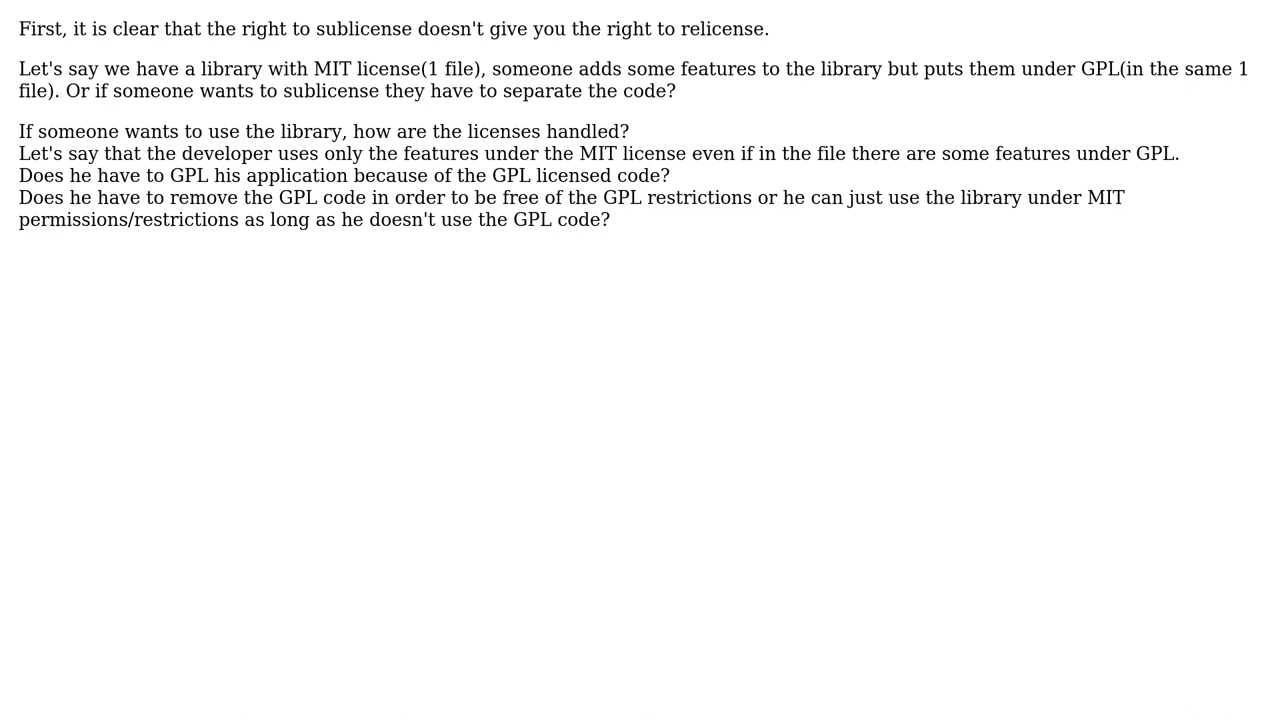 First, it is clear that the right to sublicense doesn't give you the right to relicense.
Let's say we have a library with MIT license(1 file), someone adds some features to the library but puts them under GPL(in the same 1
file). Or if someone wants to sublicense they have to separate the code?
If someone wants to use the library, how are the licenses handled?
Let's say that the developer uses only the features under the MIT license even if in the file there are some features under GPL.
Does he have to GPL his application because of the GPL licensed code?
Does he have to remove the GPL code in order to be free of the GPL restrictions or he can just use the library under MIT
permissions/restrictions as long as he doesn't use the GPL code?